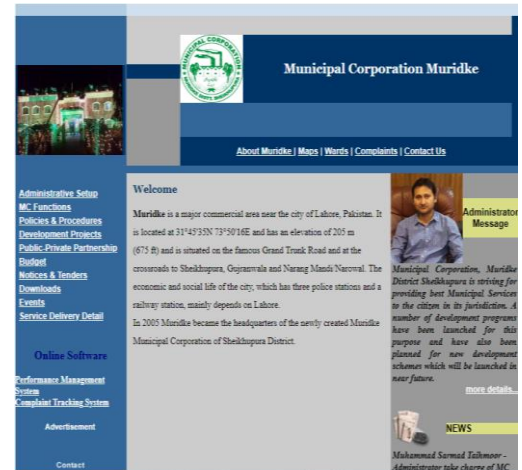 MUNICIPAL CORPORATION
Municipal Corporation Muridke
About Muridke | Maps | Wards | Complaints | Contact Us
Administrative Setup
MC Functions
Policies & Procedures
Development Projects
Public-Private Partnership
Budget
Notices & Tenders
Downloads
Events
Service Delivery Detail
Online Software
Performance Management
System
Complaint Tracking System
Advertisement
Contact
Welcome
Muridke is a major commercial area near the city of Lahore, Pakistan. It
is located at 31°45'35N 73°50'16E and has an elevation of 205 m
(675 ft) and is situated on the famous Grand Trunk Road and at the
crossroads to Sheikhupura, Gujranwala and Narang Mandi Narowal. The
economic and social life of the city, which has three police stations and a
railway station, mainly depends on Lahore.
In 2005 Muridke became the headquarters of the newly created Muridke
Municipal Corporation of Sheikhupura District.
Administrator
Message
Municipal Corporation, Muridke
District Sheikhupura is striving for
providing best Municipal Services
to the citizen in its jurisdiction. A
number of development programs
have been launched for this
purpose and have also been
planned for new development
schemes which will be launched in
near future.
more details...
NEWS
Muhammad Sarmad Taihmoor -
Administrator take charge of MC